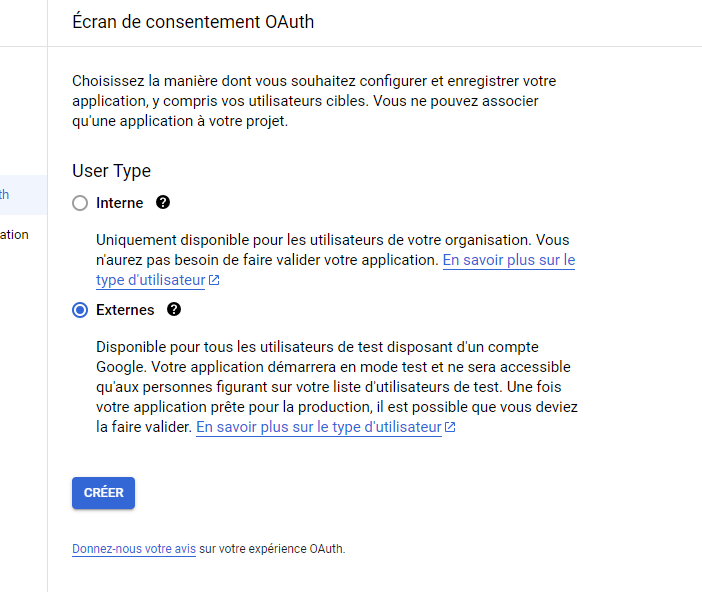 Écran de consentement OAuth
Choisissez la manière dont vous souhaitez configurer et enregistrer votre
application, y compris vos utilisateurs cibles. Vous ne pouvez associer
qu'une application à votre projet.
User Type
th
Interne
ation
Uniquement disponible pour les utilisateurs de votre organisation. Vous
n'aurez pas besoin de faire valider votre application. En savoir plus sur le
type d'utilisateur
Externes
Disponible pour tous les utilisateurs de test disposant d'un compte
Google. Votre application démarrera en mode test et ne sera accessible
qu'aux personnes figurant sur votre liste d'utilisateurs de test. Une fois
votre application prête pour la production, il est possible que vous deviez
la faire valider. En savoir plus sur le type d'utilisateur
CRÉER
Donnez-nous votre avis sur votre expérience OAuth.